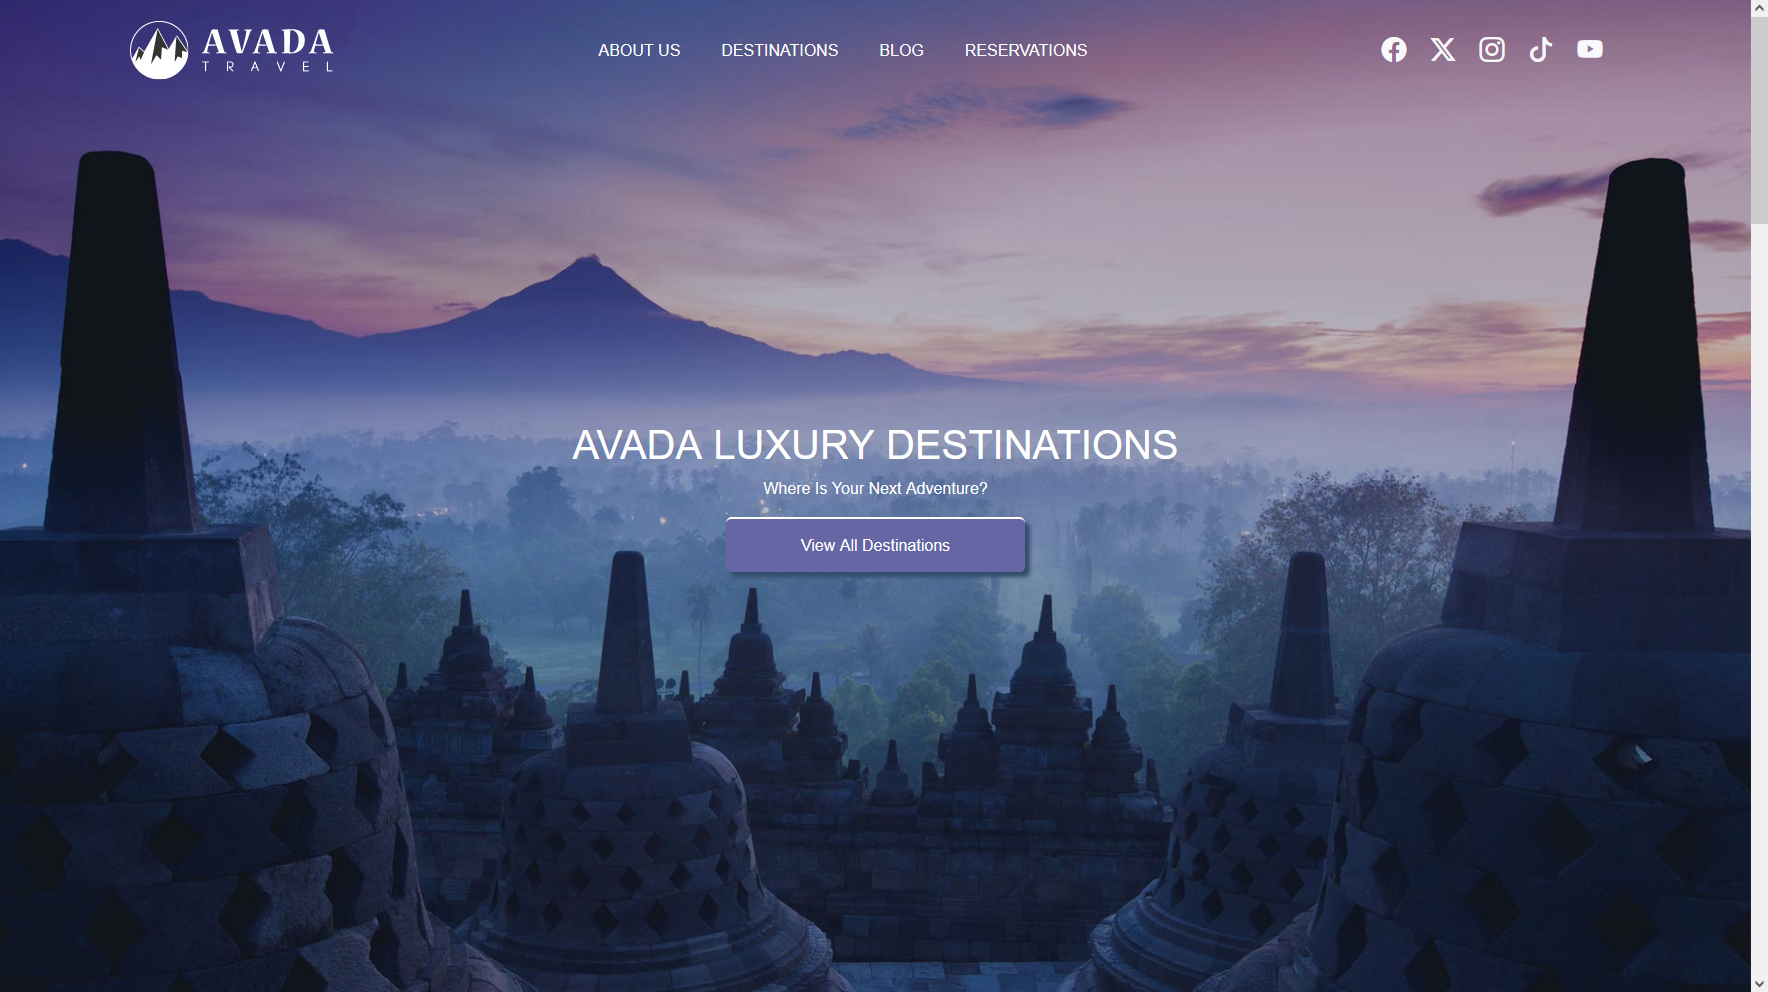 AVADA
TRAVEL
ABOUT US
DESTINATIONS
BLOG
RESERVATIONS
AVADA LUXURY DESTINATIONS
Where Is Your Next Adventure?
View All Destinations